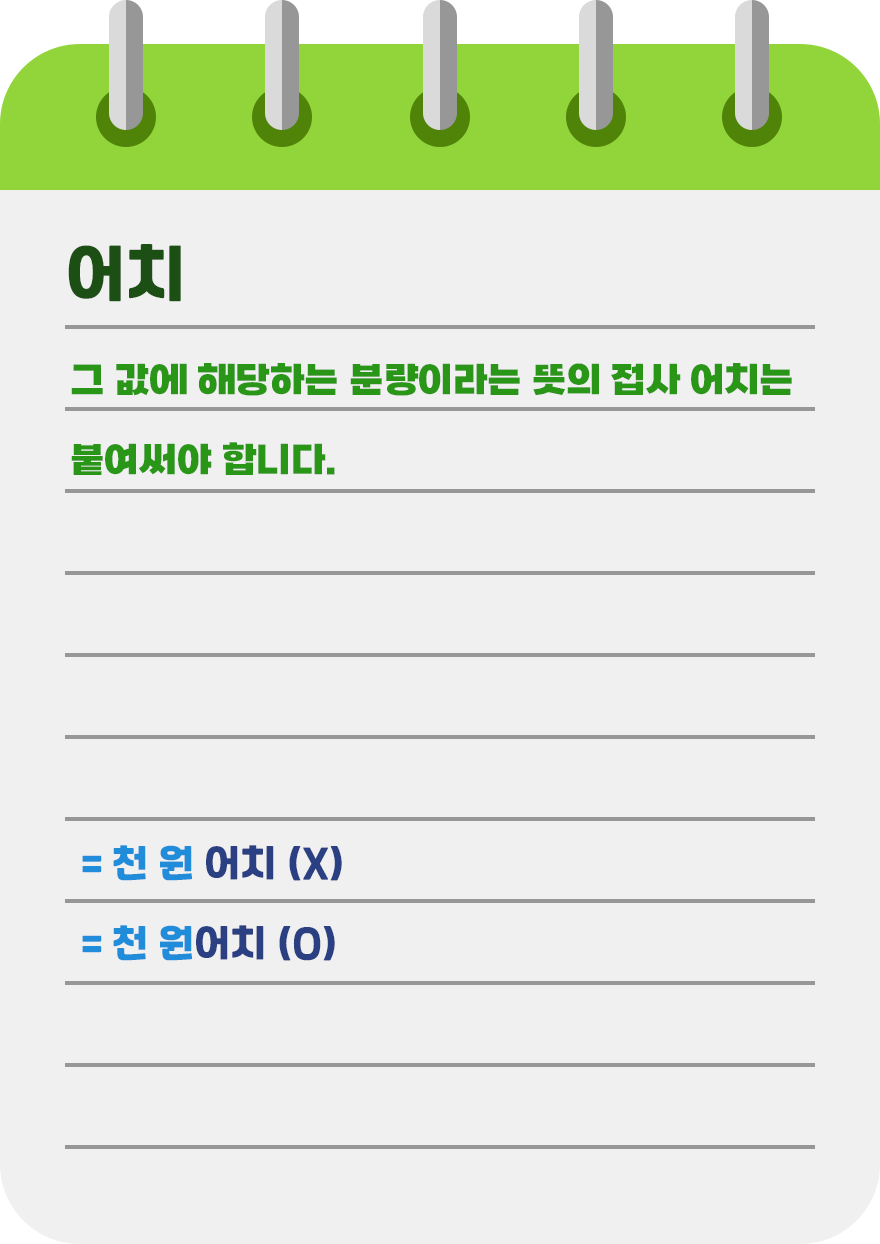 어치
그 값에 해당하는 분량이라는 뜻의 접사 어치는
붙여써야 합니다.
= 천 원 어치 (X)
= 천 원어치 (O)